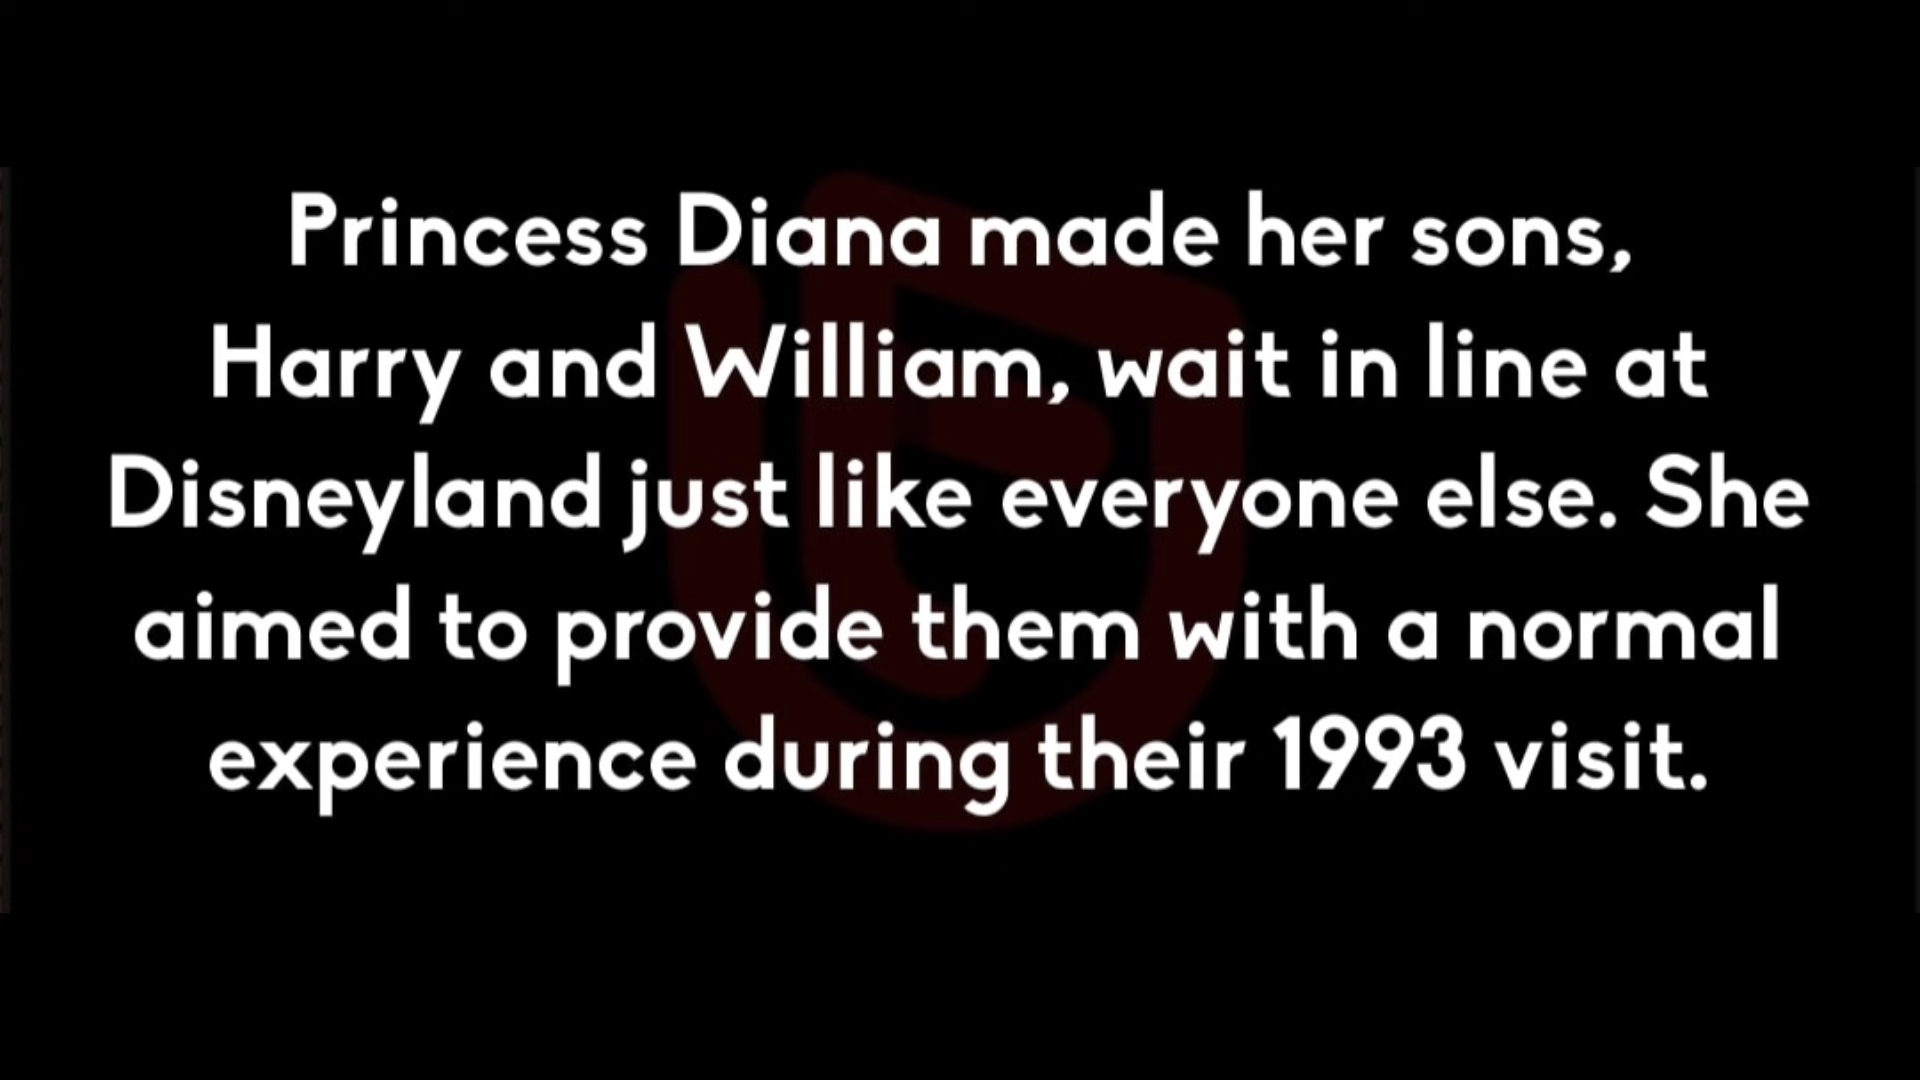 Princess Diana made her sons,
Harry and William, wait in line at
Disneyland just like everyone else. She
aimed to provide them with a normal
experience during their 1993 visit.